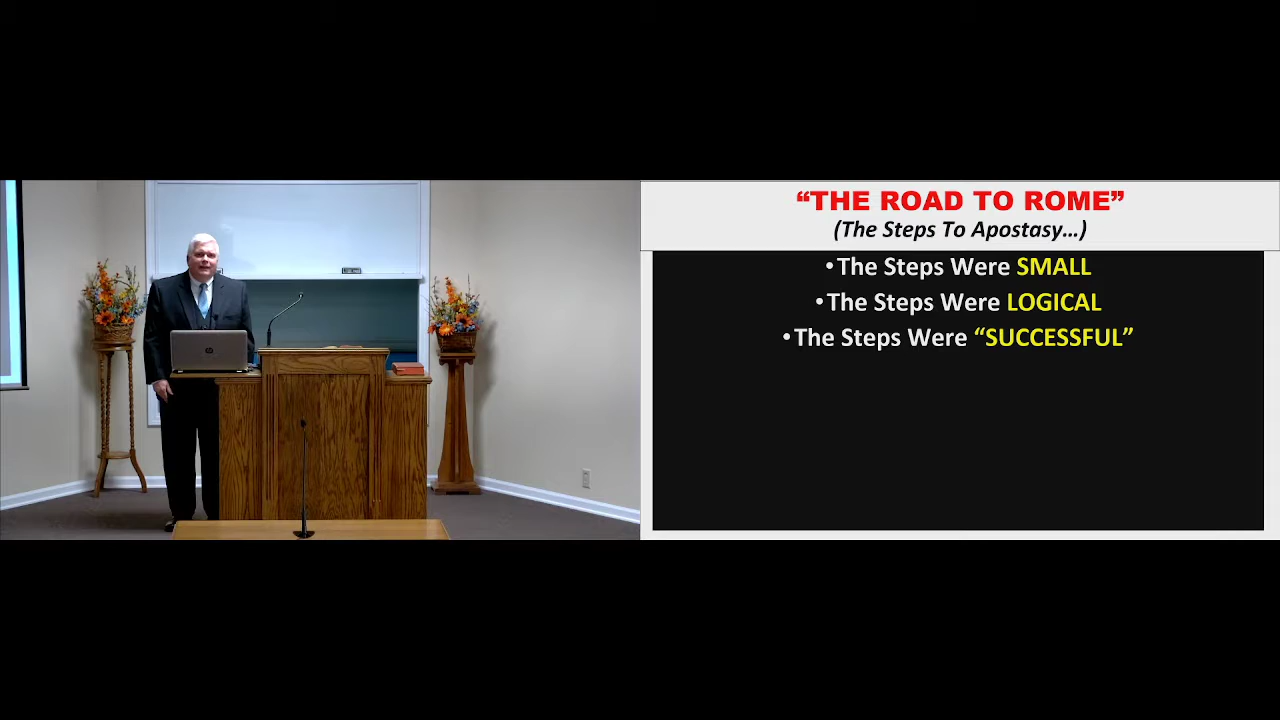 “THE ROAD TO ROME”
(The Steps To Apostasy…)
•The Steps Were SMALL
•The Steps Were LOGICAL
•The Steps Were “SUCCESSFUL”